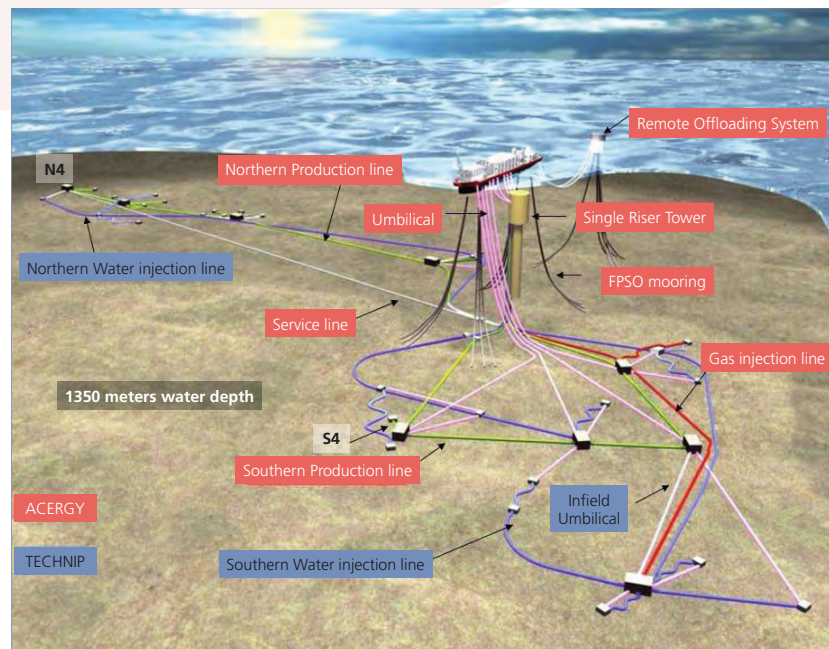 Remote Offloading System
N4
Northern Production line
Umbilical
Single Riser Tower
Northern Water injection line
FPSO mooring
Service line
Gas injection line
1350 meters water depth
S4
Southern Production line
ACERGY
Infield
Umbilical
TECHNIP
Southern Water injection line